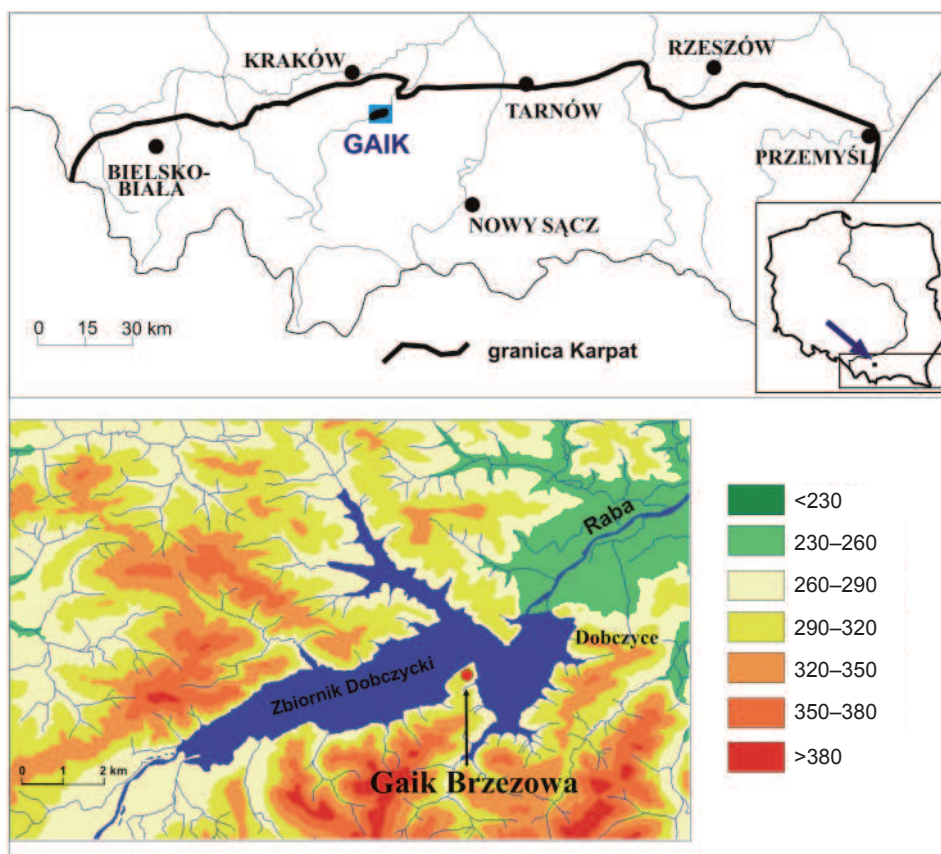 KRAKÓW
RZESZÓW
TARNÓW
GAIK
PRZEMYŚL
BIELSKO-
BIAŁA
NOWY SĄCZ
0 15 30 km
granica Karpat
Raba
Dobczyce
Zbiornik Dobczycki
0 1 2 km
Gaik Brzezowa
<230
230–260
260–290
290–320
320–350
350–380
>380